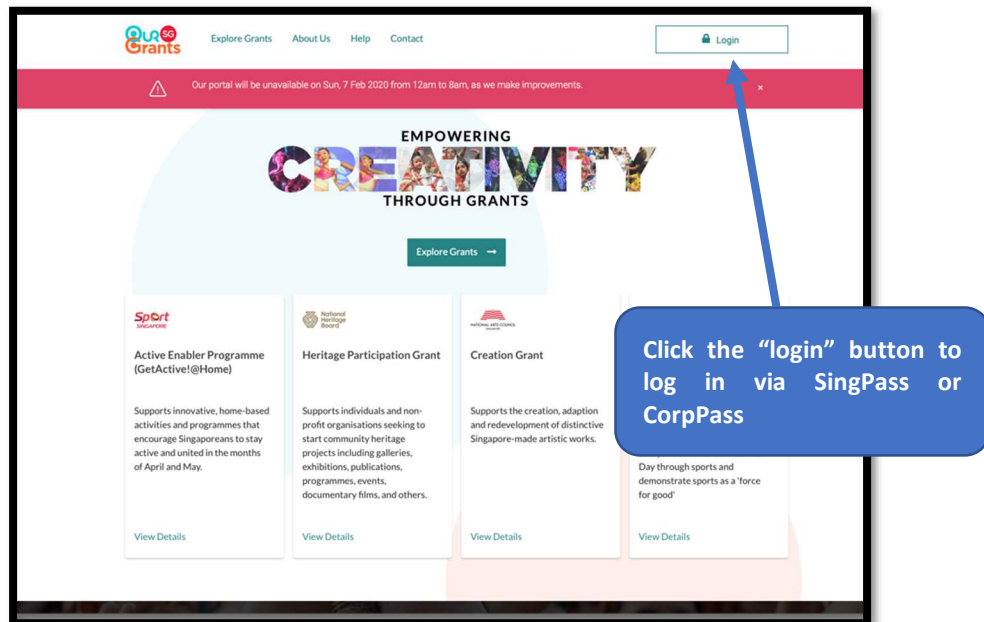 OUR SG
Grants
Explore Grants About Us Help Contact
Login
Our portal will be unavailable on Sun, 7 Feb 2020 from 12am to 8am, as we make improvements. ×
EMPOWERING
CREATIVITY
THROUGH GRANTS
Explore Grants →
Sport
SINGAPORE
Active Enabler Programme
(GetActive!@Home)
Supports innovative, home-based
activities and programmes that
encourage Singaporeans to stay
active and united in the months
of April and May.
View Details
National
Heritage
Board
Heritage Participation Grant
Supports individuals and non-
profit organisations seeking to
start community heritage
projects including galleries,
exhibitions, publications,
programmes, events,
documentary films, and others.
View Details
NATIONAL ARTS COUNCIL
SINGAPORE
Creation Grant
Supports the creation, adaption
and redevelopment of distinctive
Singapore-made artistic works.
View Details
Click the “login” button to
log in via SingPass or
CorpPass
Day through sports and
demonstrate sports as a ‘force
for good’
View Details